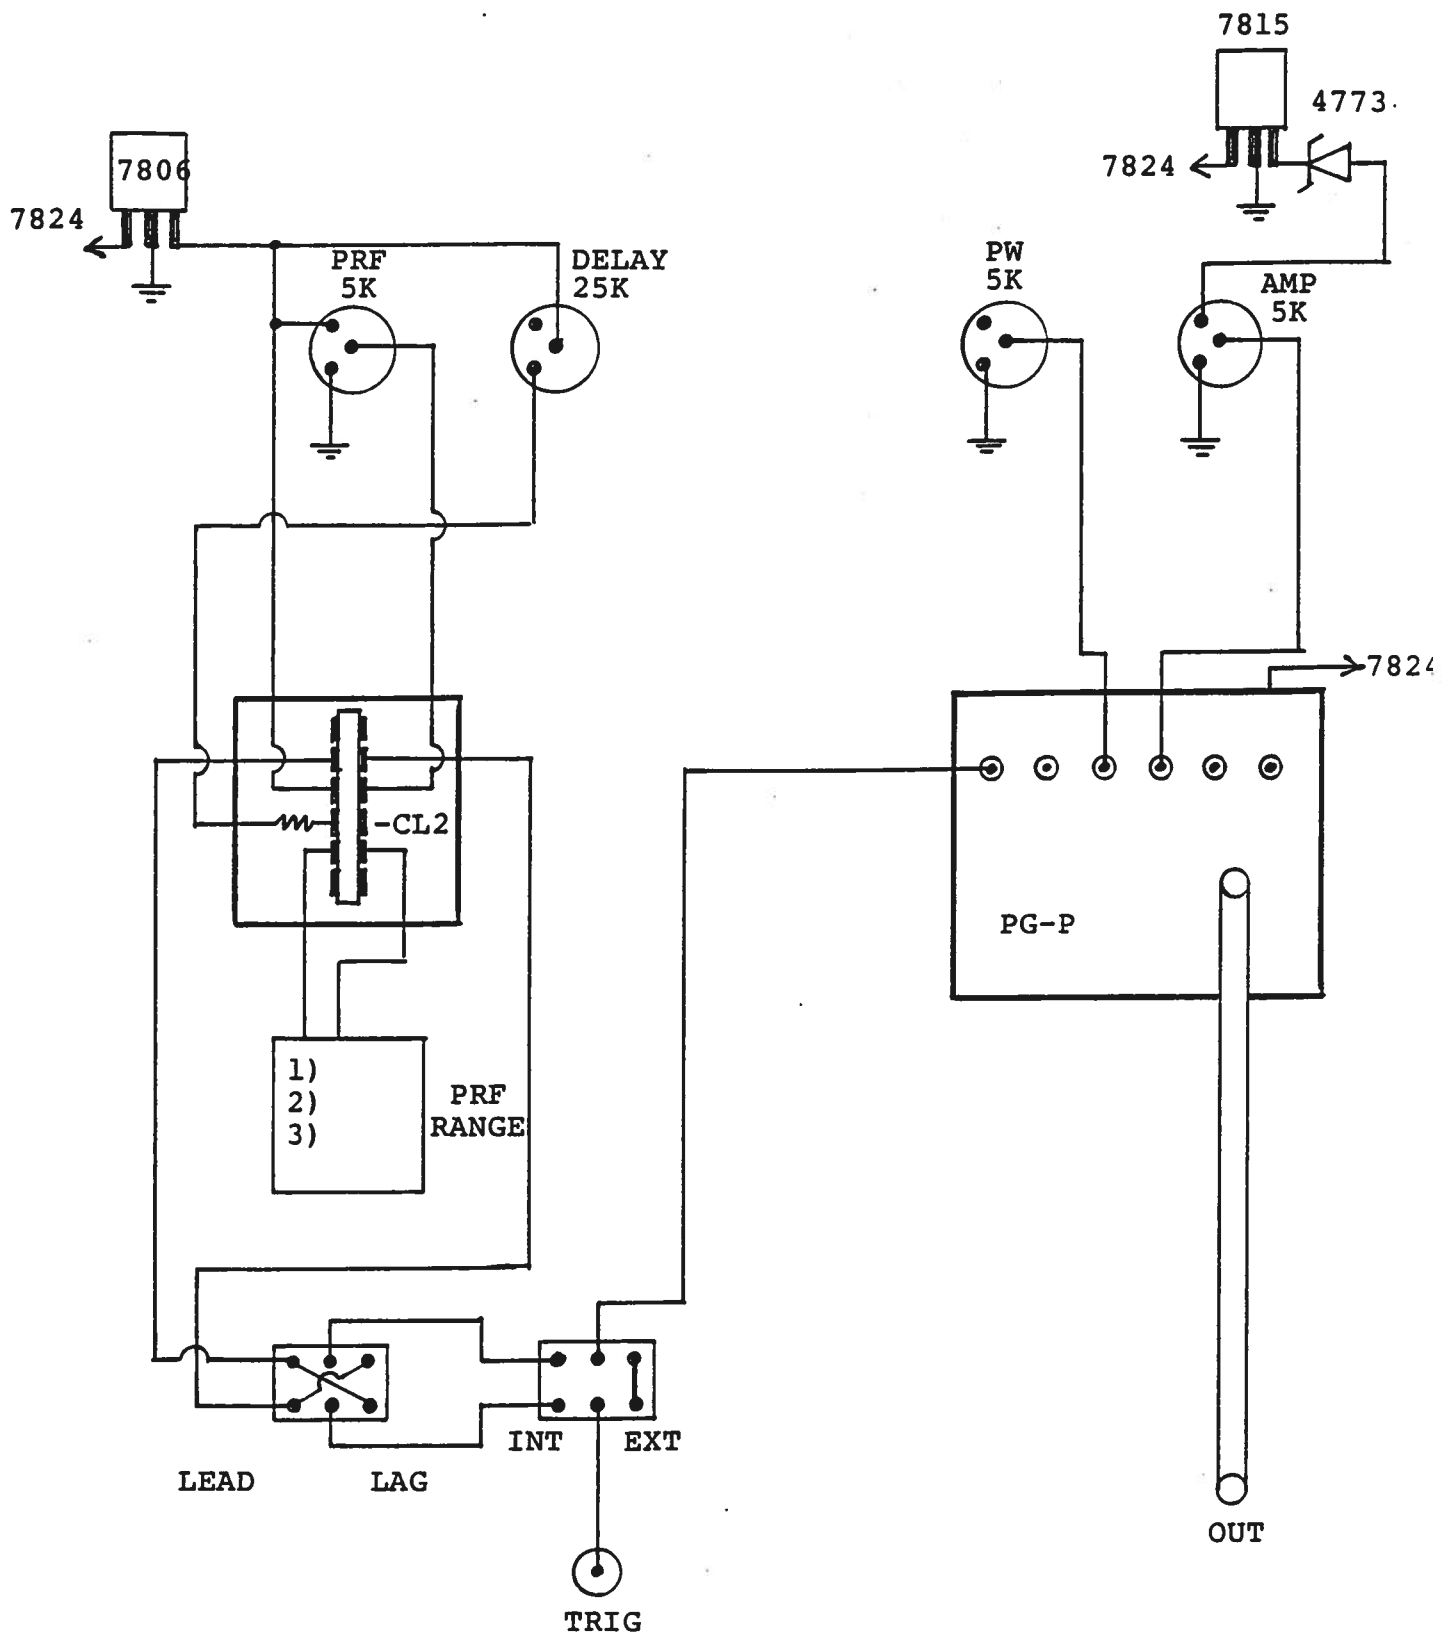 7815
4773
7806
7824
7824
PRF
5K
DELAY
25K
PW
5K
AMP
5K
7824
-CL2
PG-P
1)
2)
3)
PRF
RANGE
INT
EXT
LEAD
LAG
OUT
TRIG